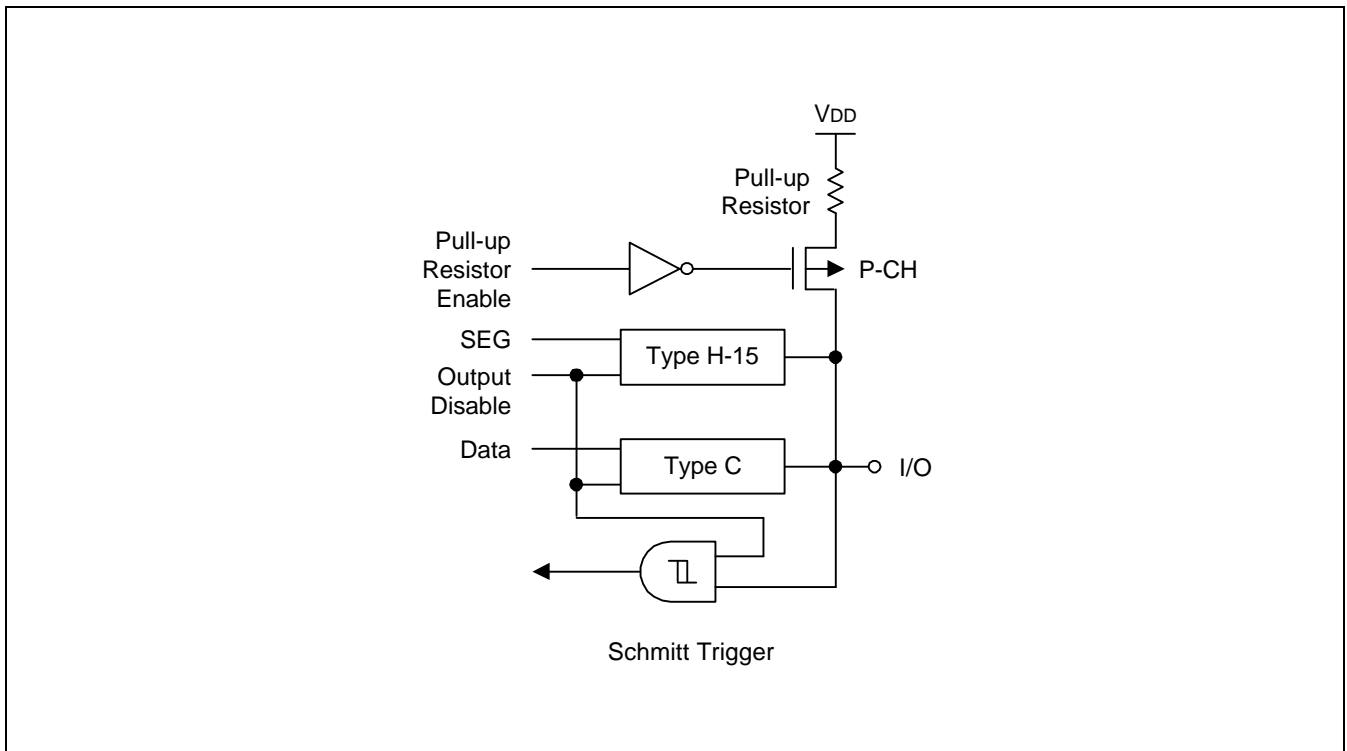 VDD
Pull-up
Resistor
Pull-up
Resistor
Enable
P-CH
SEG
Type H-15
Output
Disable
Data
Type C
I/O
Schmitt Trigger